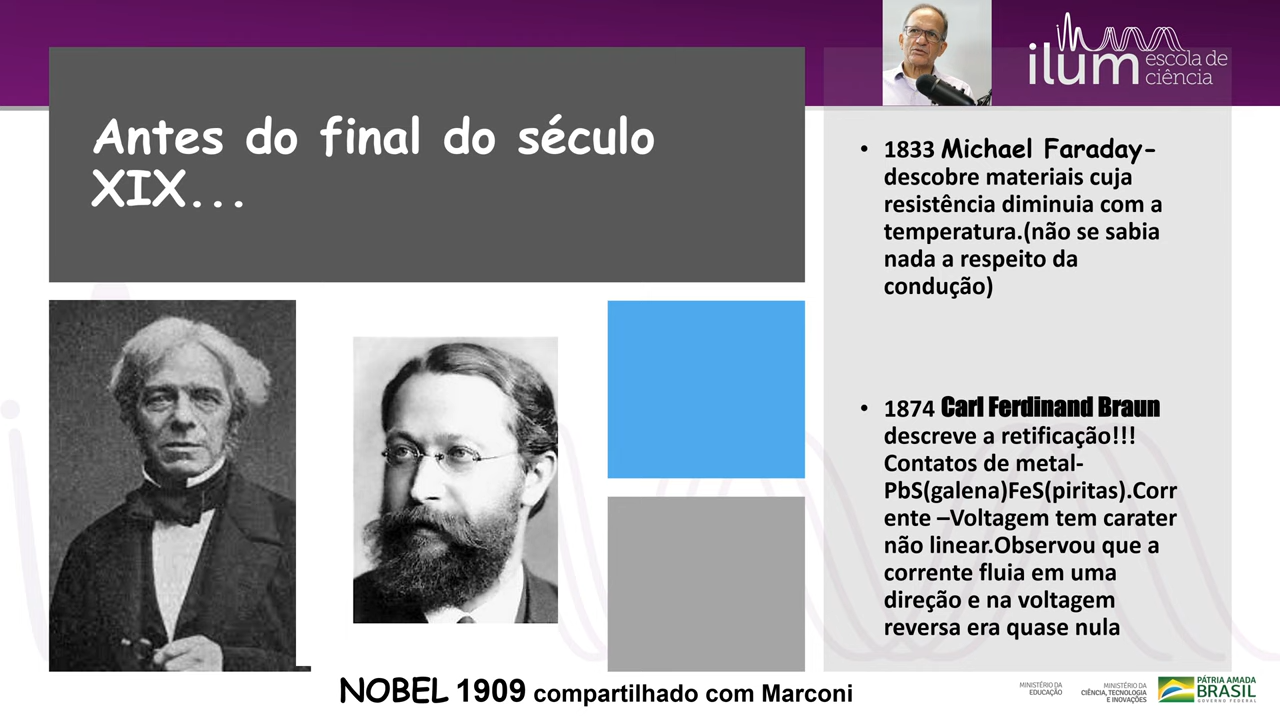 ilum escola de
ciência
Antes do final do século
XIX...
• 1833 Michael Faraday-
descobre materiais cuja
resistência diminuia com a
temperatura.(não se sabia
nada a respeito da
condução)
• 1874 Carl Ferdinand Braun
descreve a retificação!!!
Contatos de metal-
PbS(galena)FeS(piritas).Corr
ente –Voltagem tem carater
não linear.Observou que a
corrente fluia em uma
direção e na voltagem
reversa era quase nula
NOBEL 1909 compartilhado com Marconi
MINISTÉRIO DA
EDUCAÇÃO
MINISTÉRIO DA
CIÊNCIA, TECNOLOGIA
E INOVAÇÕES
PÁTRIA AMADA
BRASIL
GOVERNO FEDERAL